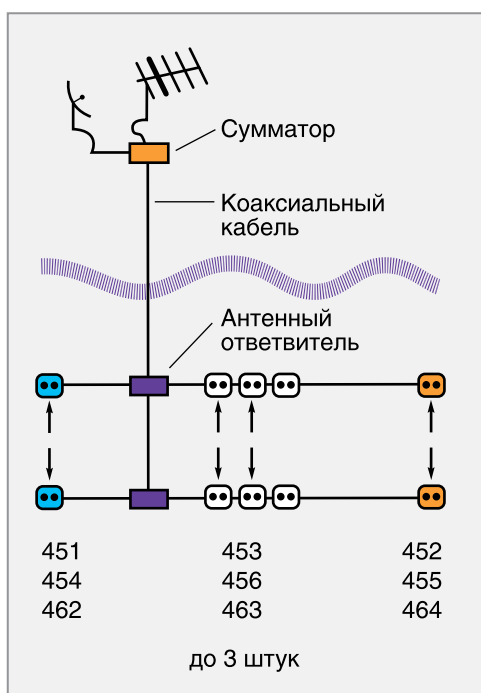 Сумматор
Коаксиальный
кабель
Антенный
ответвитель
451 453 452
454 456 455
462 463 464
до 3 штук